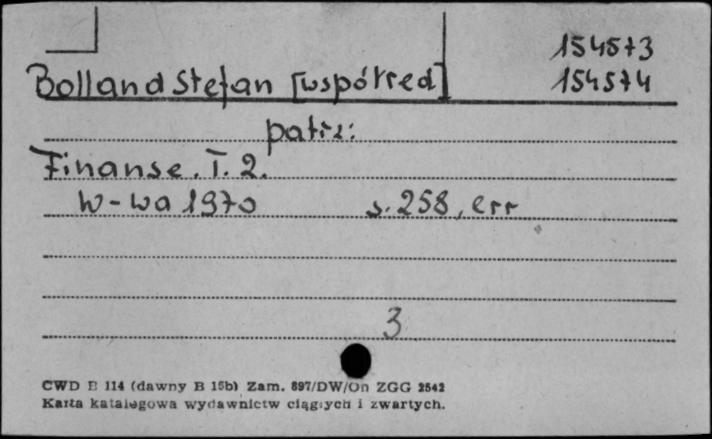 154573
Bolland Stefan [współred]
154574
patrz:
Finanse. T. 2.
W-wa 1970 s. 258, err
3
CWD B 114 (dawny B 15b) Zam. 897/DW/On ZGG 2542
Karta katalogowa wydawnictw ciągłych i zwartych.